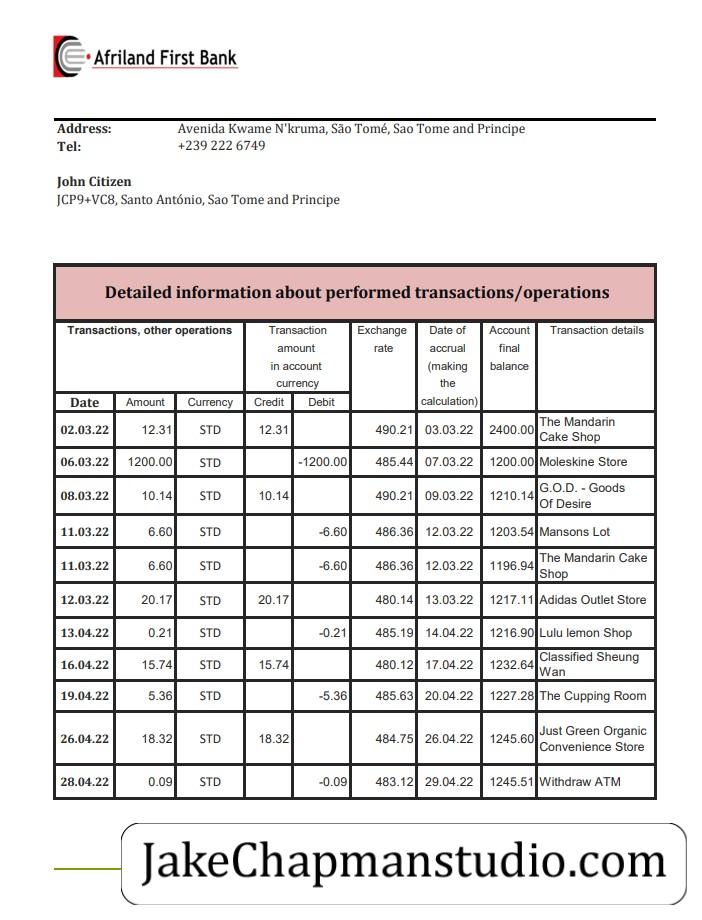 Afriland First Bank
Address: Avenida Kwame N'kruma, São Tomé, Sao Tome and Principe
Tel: +239 222 6749
John Citizen
JCP9+VC8, Santo António, Sao Tome and Principe
Detailed information about performed transactions/operations
Transactions, other operations
Transaction
amount
in account
currency
Exchange
rate
Date of
accrual
(making
the
calculation)
Account
final
balance
Transaction details
Date Amount Currency Credit Debit
02.03.22 12.31 STD 12.31 490.21 03.03.22 2400.00 The Mandarin
Cake Shop
06.03.22 1200.00 STD -1200.00 485.44 07.03.22 1200.00 Moleskine Store
08.03.22 10.14 STD 10.14 490.21 09.03.22 1210.14 G.O.D. - Goods
Of Desire
11.03.22 6.60 STD -6.60 486.36 12.03.22 1203.54 Mansons Lot
11.03.22 6.60 STD -6.60 486.36 12.03.22 1196.94 The Mandarin Cake
Shop
12.03.22 20.17 STD 20.17 480.14 13.03.22 1217.11 Adidas Outlet Store
13.04.22 0.21 STD -0.21 485.19 14.04.22 1216.90 Lulu lemon Shop
16.04.22 15.74 STD 15.74 480.12 17.04.22 1232.64 Classified Sheung
Wan
19.04.22 5.36 STD -5.36 485.63 20.04.22 1227.28 The Cupping Room
26.04.22 18.32 STD 18.32 484.75 26.04.22 1245.60 Just Green Organic
Convenience Store
28.04.22 0.09 STD -0.09 483.12 29.04.22 1245.51 Withdraw ATM
JakeChapmanstudio.com